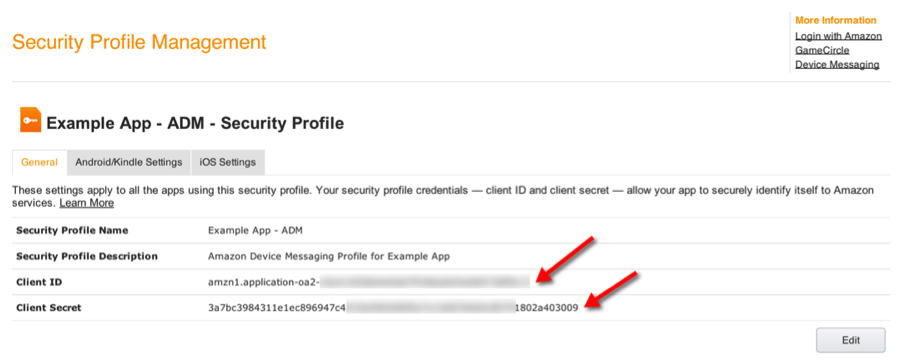 More Information
Security Profile Management
Login with Amazon
GameCircle
Device Messaging
Example App - ADM - Security Profile
General Android/Kindle Settings iOS Settings
These settings apply to all the apps using this security profile. Your security profile credentials — client ID and client secret — allow your app to securely identify itself to Amazon
services. Learn More
Security Profile Name Example App - ADM
Security Profile Description Amazon Device Messaging Profile for Example App
Client ID amzn1.application-oa2-
Client Secret 3a7bc3984311e1ec896947c4 1802a403009
Edit